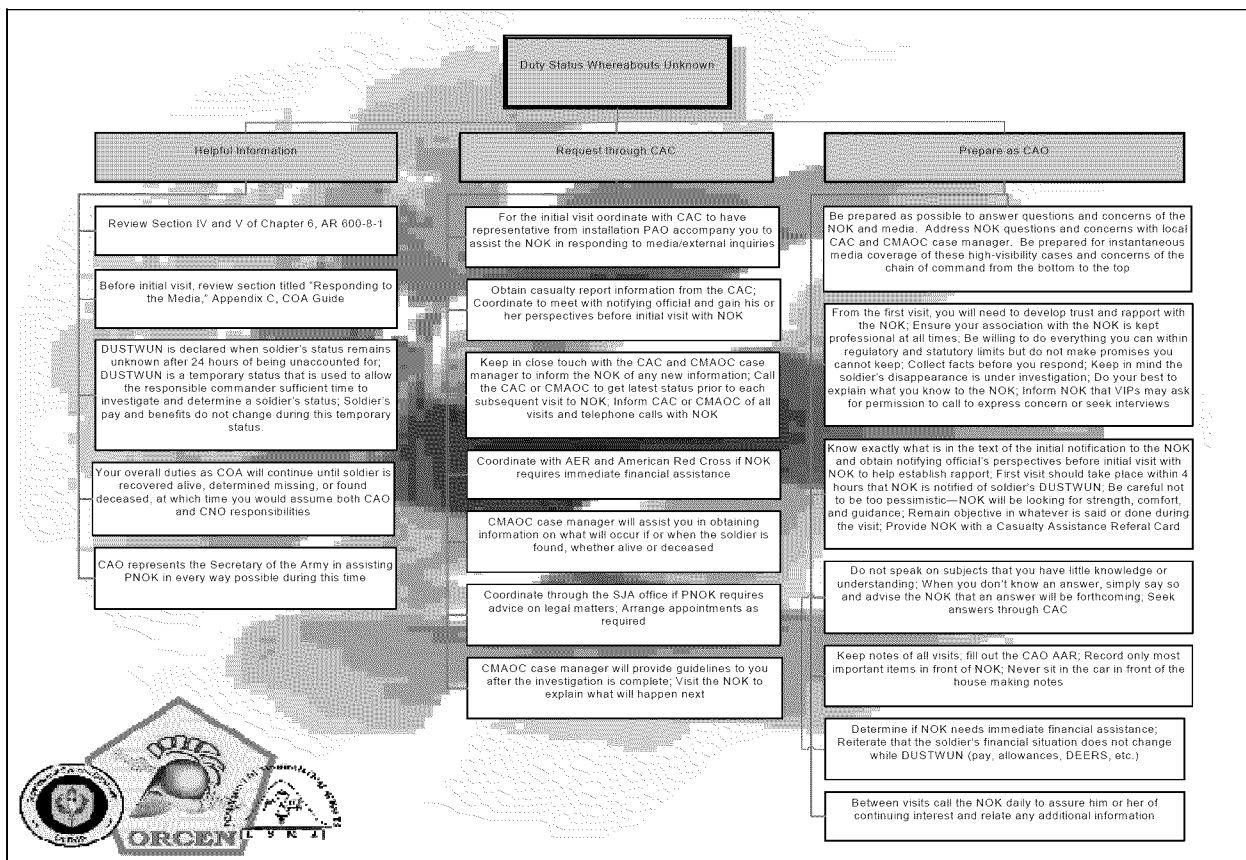 Duty Status Whereabouts Unknown
Helpful Information
Review Section IV and V of Chapter 6, AR 600-8-1
Before initial visit, review section titled "Responding to
the Media," Appendix C, COA Guide
DUSTWUN is declared when soldier's status remains
unknown after 24 hours of being unaccounted for;
DUSTWUN is a temporary status that is used to allow
the responsible commander sufficient time to
investigate and determine a soldier's status; Soldier's
pay and benefits do not change during this temporary
status.
Your overall duties as COA will continue until soldier is
recovered alive, determined missing, or found
deceased, at which time you would assume both CAO
and CNO responsibilities
CAO represents the Secretary of the Army in assisting
PNOK in every way possible during this time
Request through CAC
For the initial visit oordinate with CAC to have
representative from installation PAO accompany you to
assist the NOK in responding to media/external inquiries
Obtain casualty report information from the CAC;
Coordinate to meet with notifying official and gain his or
her perspectives before initial visit with NOK
Keep in close touch with the CAC and CMAOC case
manager to inform the NOK of any new information; Call
the CAC or CMAOC to get latest status prior to each
subsequent visit to NOK; Inform CAC or CMAOC of all
visits and telephone calls with NOK
Coordinate with AER and American Red Cross if NOK
requires immediate financial assistance
CMAOC case manager will assist you in obtaining
information on what will occur if or when the soldier is
found, whether alive or deceased
Coordinate through the SJA office if PNOK requires
advice on legal matters; Arrange appointments as
required
CMAOC case manager will provide guidelines to you
after the investigation is complete; Visit the NOK to
explain what will happen next
Prepare as CAO
Be prepared as possible to answer questions and concerns of the
NOK and media. Address NOK questions and concerns with local
CAC and CMAOC case manager. Be prepared for instantaneous
media coverage of these high-visibility cases and concerns of the
chain of command from the bottom to the top
From the first visit, you will need to develop trust and rapport with
the NOK; Ensure your association with the NOK is kept
professional at all times; Be willing to do everything you can within
regulatory and statutory limits but do not make promises you
cannot keep; Collect facts before you respond; Keep in mind the
soldier's disappearance is under investigation; Do your best to
explain what you know to the NOK; Inform NOK that VIPs may ask
for permission to call to express concern or seek interviews
Know exactly what is in the text of the initial notification to the NOK
and obtain notifying official's perspectives before initial visit with
NOK to help establish rapport; First visit should take place within 4
hours that NOK is notified of soldier's DUSTWUN; Be careful not
to be too pessimistic—NOK will be looking for strength, comfort,
and guidance; Remain objective in whatever is said or done during
the visit; Provide NOK with a Casualty Assistance Referal Card
Do not speak on subjects that you have little knowledge or
understanding; When you don't know an answer, simply say so
and advise the NOK that an answer will be forthcoming; Seek
answers through CAC
Keep notes of all visits; fill out the CAO AAR; Record only most
important items in front of NOK; Never sit in the car in front of the
house making notes
Determine if NOK needs immediate financial assistance;
Reiterate that the soldier's financial situation does not change
while DUSTWUN (pay, allowances, DEERS, etc.)
Between visits call the NOK daily to assure him or her of
continuing interest and relate any additional information
ORCEN